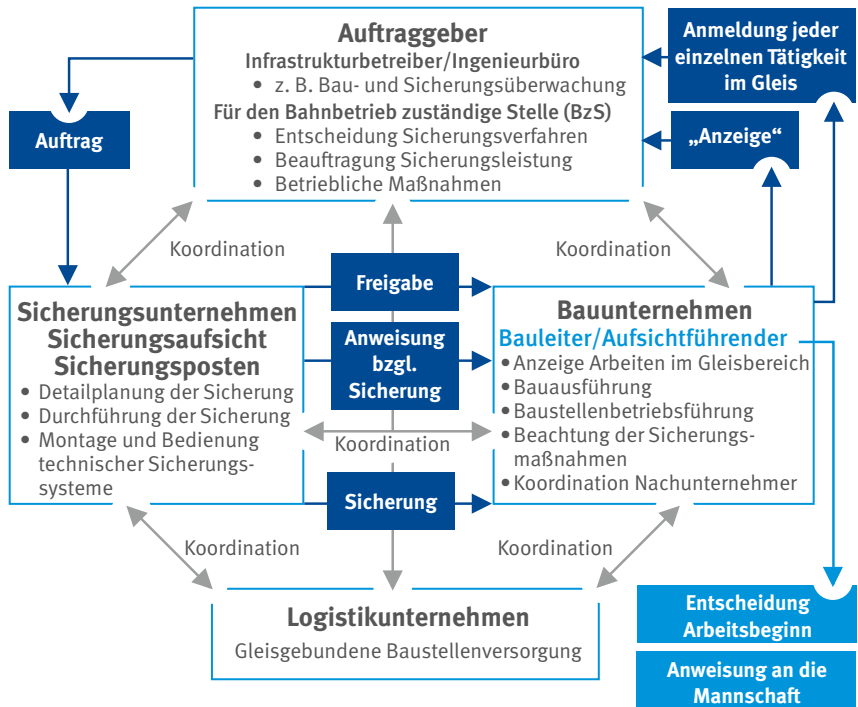 Auftraggeber
Infrastrukturbetreiber/Ingenieurbüro
• z. B. Bau- und Sicherungsüberwachung
Für den Bahnbetrieb zuständige Stelle (BzS)
• Entscheidung Sicherungsverfahren
• Beauftragung Sicherungsleistung
• Betriebliche Maßnahmen
Anmeldung jeder
einzelnen Tätigkeit
im Gleis
Auftrag
„Anzeige“
Koordination
Koordination
Freigabe
Anweisung
bzgl.
Sicherung
Koordination
Sicherung
Sicherungsunternehmen
Sicherungsaufsicht
Sicherungsposten
• Detailplanung der Sicherung
• Durchführung der Sicherung
• Montage und Bedienung
technischer Sicherungs-
systeme
Bauunternehmen
Bauleiter/Aufsichtführender
• Anzeige Arbeiten im Gleisbereich
• Bauausführung
• Baustellenbetriebsführung
• Beachtung der Sicherungs-
maßnahmen
• Koordination Nachunternehmer
Koordination
Koordination
Logistikunternehmen
Gleisgebundene Baustellenversorgung
Entscheidung
Arbeitsbeginn
Anweisung an die
Mannschaft